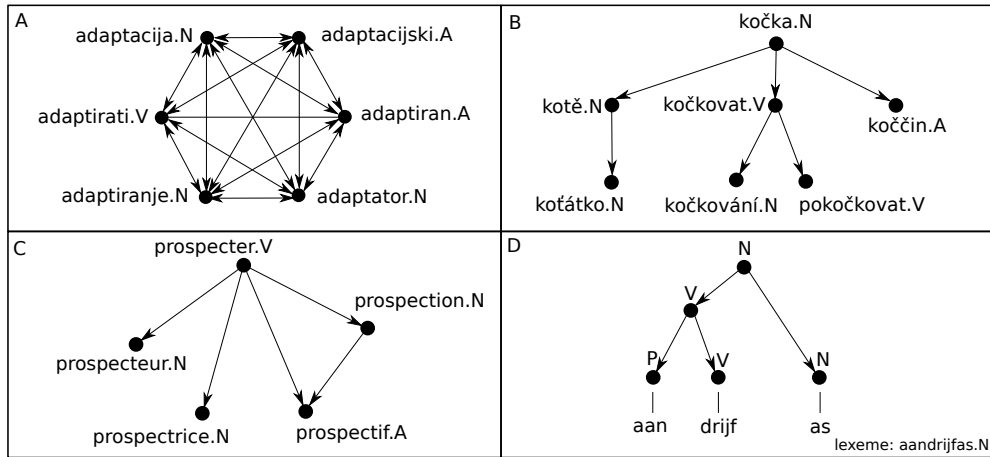 A
adaptacija.N
adaptacijski.A
adaptirati.V
adaptiran.A
adaptiranje.N
adaptator.N
B
kočka.N
kotě.N
kočkovat.V
koččin.A
koťátko.N
kočkování.N
pokočkovat.V
C
prospecter.V
prospection.N
prospecteur.N
prospectrice.N
prospectif.A
D
N
V
P V N
aan drijf as
lexeme: aandrijfas.N